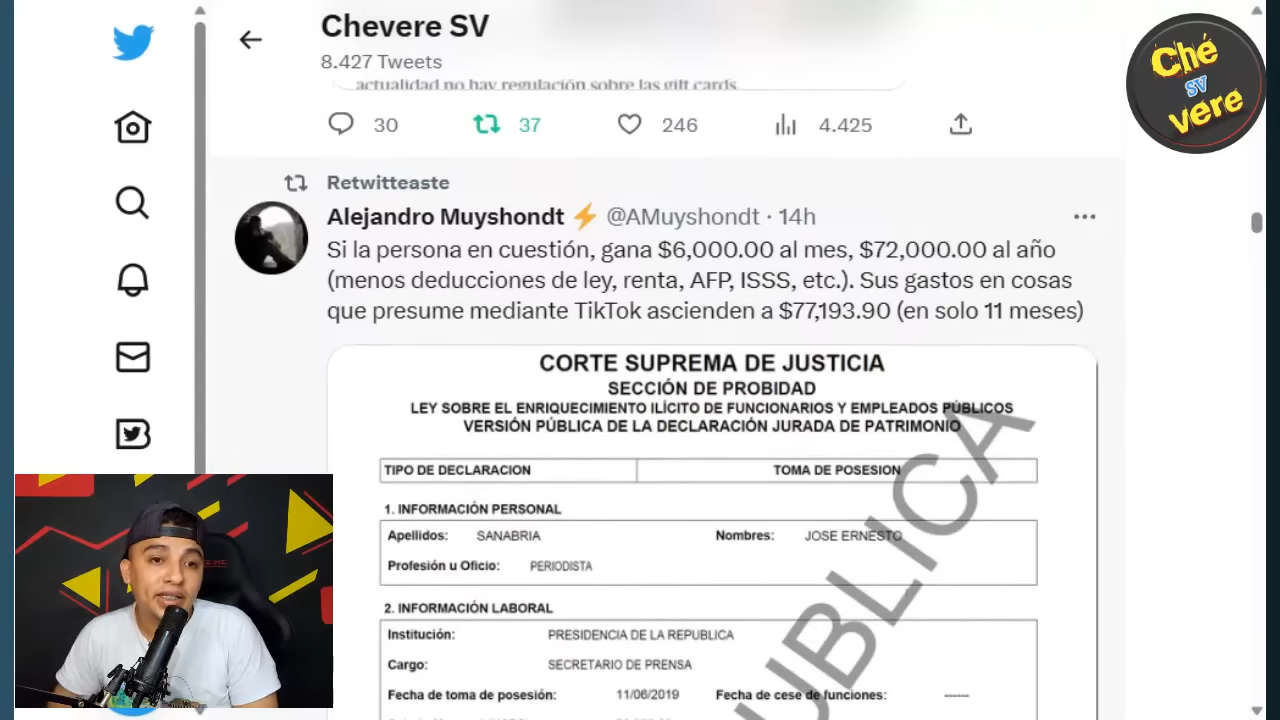 Chevere SV
8.427 Tweets
actualidad no hay regulación sobre las gift cards
30 37 246 4.425
Ché
SV
vere
Retwitteaste
Alejandro Muyshondt ⚡ @AMuyshondt · 14h
Si la persona en cuestión, gana $6,000.00 al mes, $72,000.00 al año
(menos deducciones de ley, renta, AFP, ISSS, etc.). Sus gastos en cosas
que presume mediante TikTok ascienden a $77,193.90 (en solo 11 meses)
CORTE SUPREMA DE JUSTICIA
SECCIÓN DE PROBIDAD
LEY SOBRE EL ENRIQUECIMIENTO ILÍCITO DE FUNCIONARIOS Y EMPLEADOS PÚBLICOS
VERSIÓN PÚBLICA DE LA DECLARACIÓN JURADA DE PATRIMONIO
TIPO DE DECLARACION TOMA DE POSESION
1. INFORMACIÓN PERSONAL
Apellidos: SANABRIA Nombres: JOSE ERNESTO
Profesión u Oficio: PERIODISTA
2. INFORMACIÓN LABORAL
Institución: PRESIDENCIA DE LA REPUBLICA
Cargo: SECRETARIO DE PRENSA
Fecha de toma de posesión: 11/06/2019 Fecha de cese de funciones: ------
UBLICA